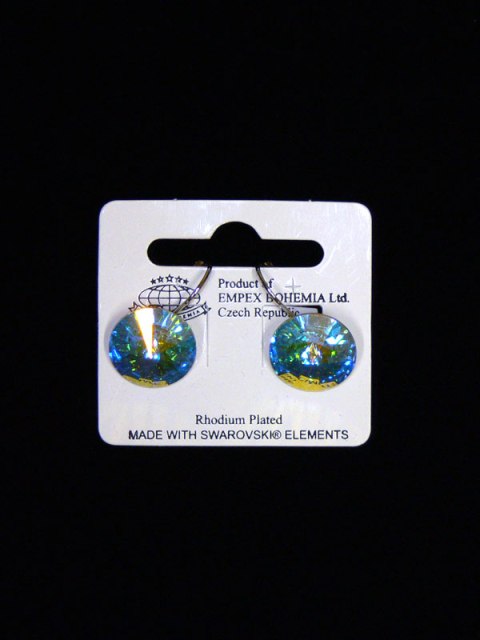 Product of
EMPEX BOHEMIA Ltd.
Czech Republic
Rhodium Plated
MADE WITH SWAROVSKI® ELEMENTS